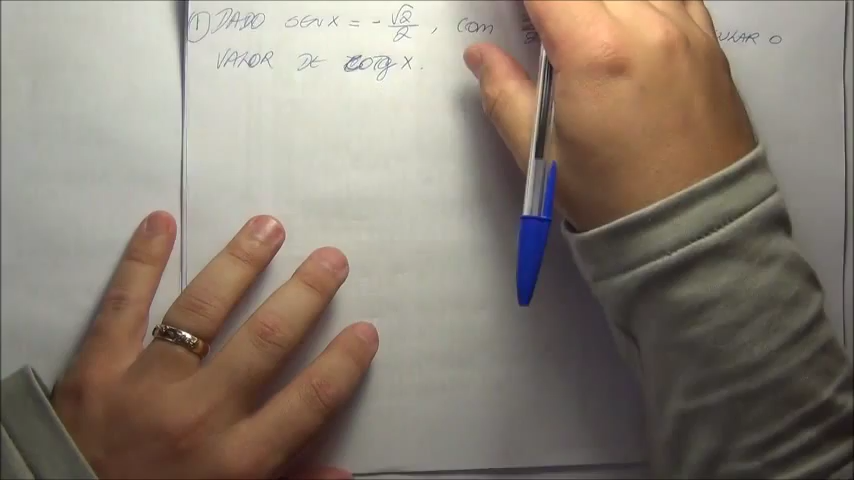 ① DADO SEN X = - √2/2 , COM
VALOR DE COTG X .